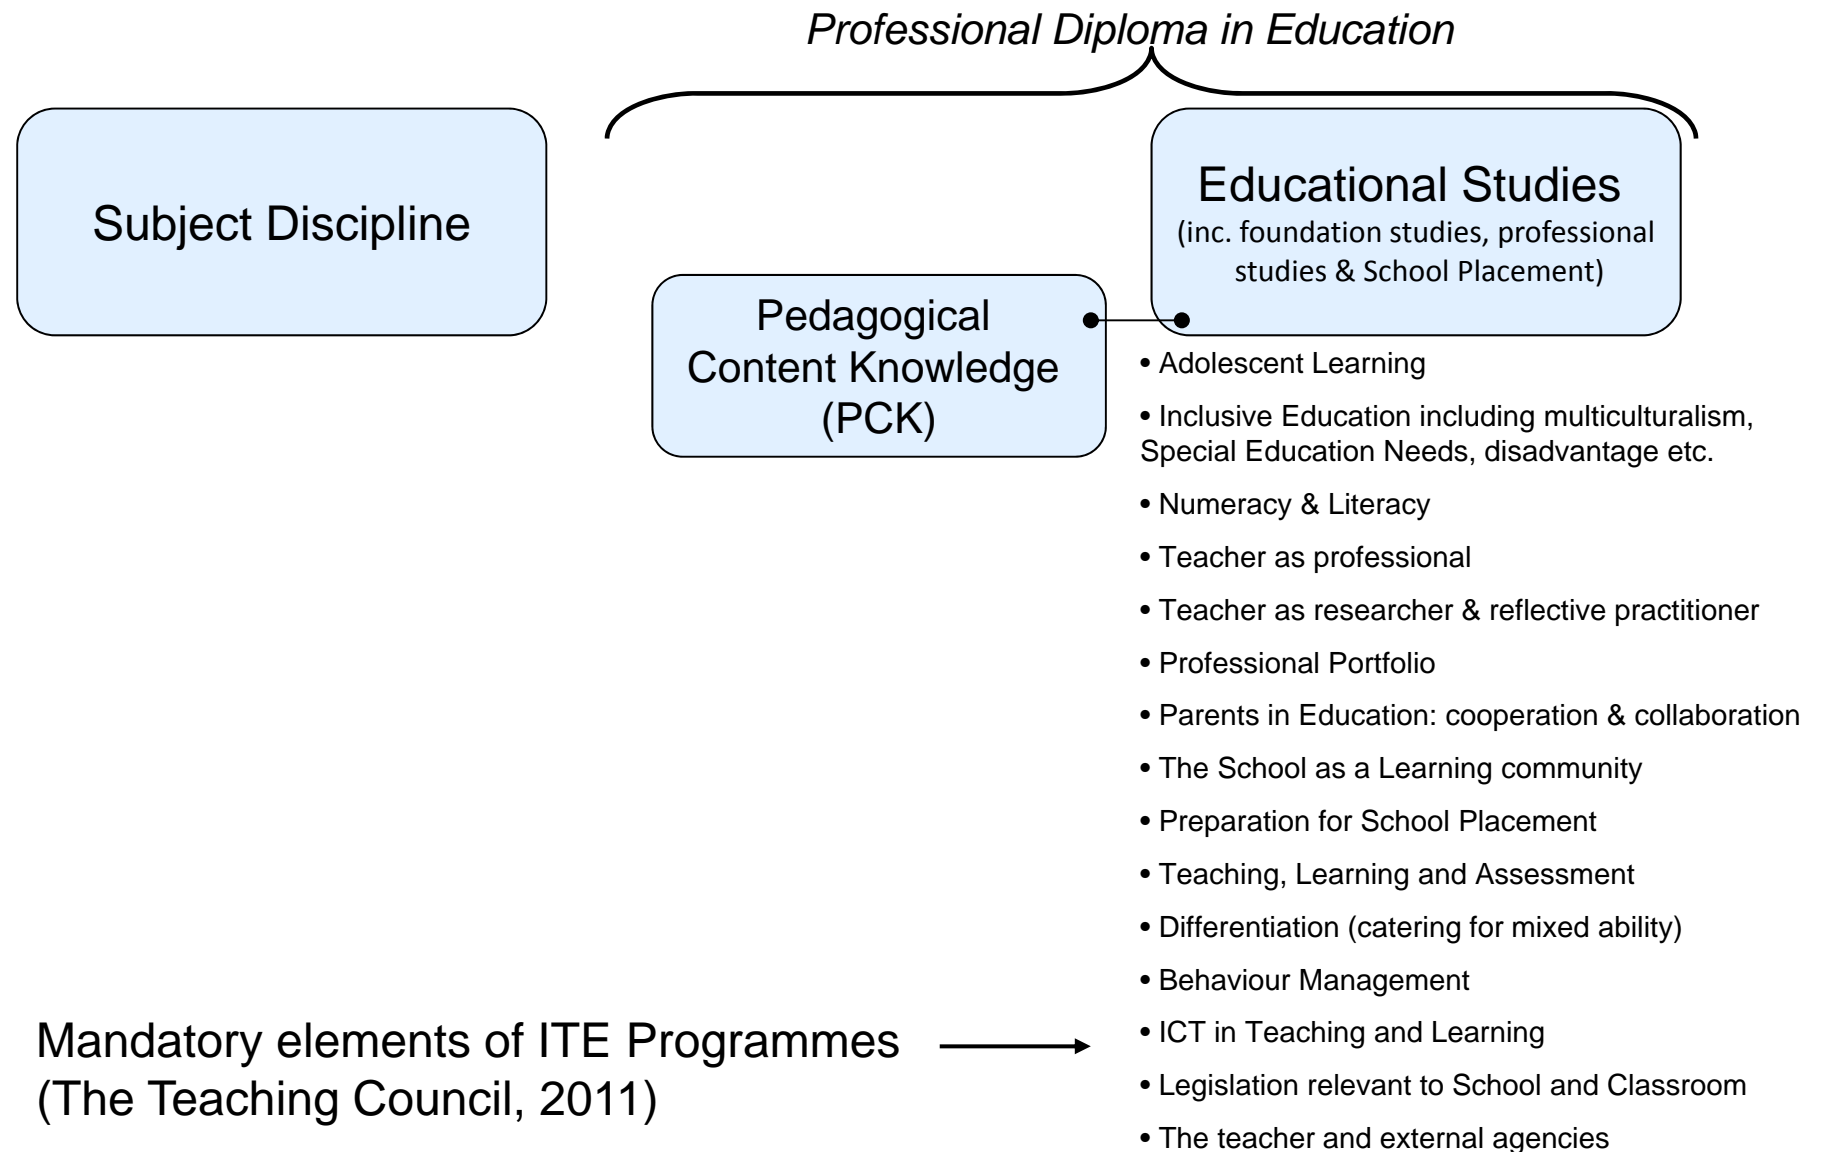 Professional Diploma in Education
Subject Discipline
Educational Studies
(inc. foundation studies, professional
studies & School Placement)
Pedagogical
Content Knowledge
(PCK)
• Adolescent Learning
• Inclusive Education including multiculturalism,
Special Education Needs, disadvantage etc.
• Numeracy & Literacy
• Teacher as professional
• Teacher as researcher & reflective practitioner
• Professional Portfolio
• Parents in Education: cooperation & collaboration
• The School as a Learning community
• Preparation for School Placement
• Teaching, Learning and Assessment
• Differentiation (catering for mixed ability)
• Behaviour Management
• ICT in Teaching and Learning
• Legislation relevant to School and Classroom
• The teacher and external agencies
Mandatory elements of ITE Programmes
(The Teaching Council, 2011)